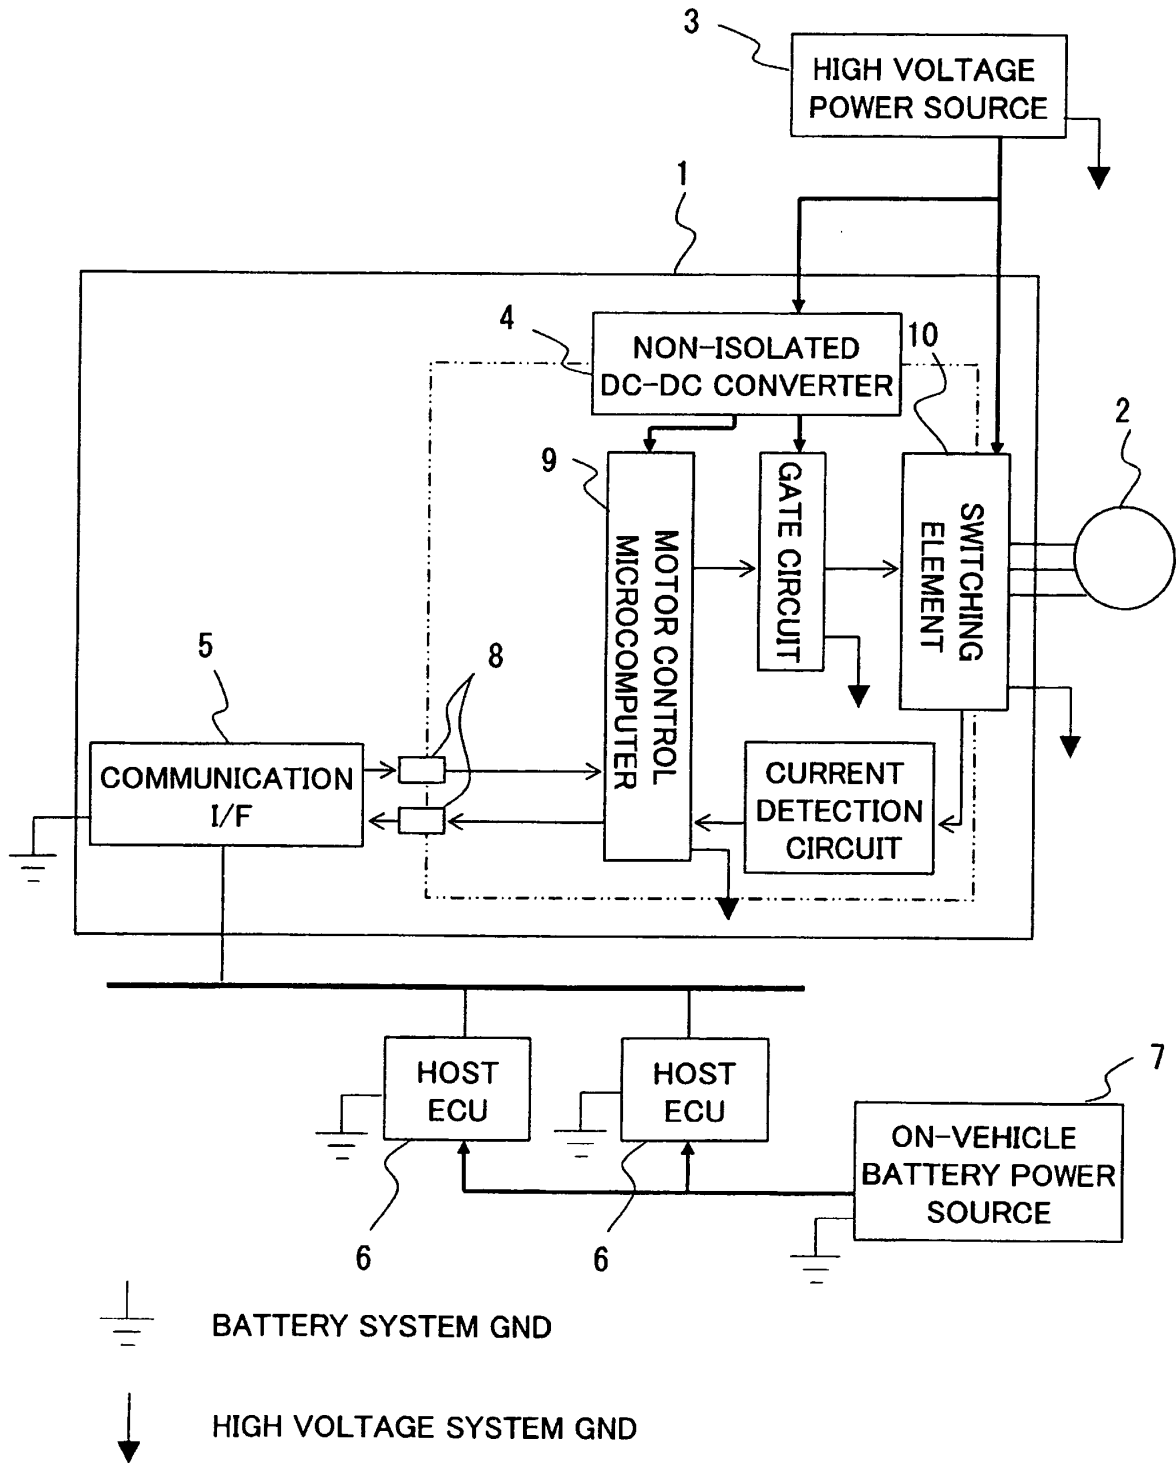 3
HIGH VOLTAGE
POWER SOURCE
1
4
NON-ISOLATED
DC-DC CONVERTER
10
2
9
MOTOR CONTROL
MICROCOMPUTER
GATE CIRCUIT
SWITCHING
ELEMENT
5
8
COMMUNICATION
I/F
CURRENT
DETECTION
CIRCUIT
HOST
ECU
HOST
ECU
7
ON-VEHICLE
BATTERY POWER
SOURCE
6
6
BATTERY SYSTEM GND
HIGH VOLTAGE SYSTEM GND